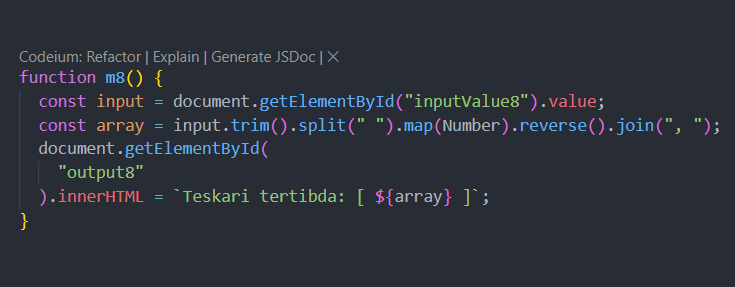 Codeium: Refactor | Explain | Generate JSDoc | ×
function m8() {
  const input = document.getElementById("inputValue8").value;
  const array = input.trim().split(" ").map(Number).reverse().join(", ");
  document.getElementById(
    "output8"
  ).innerHTML = `Teskari tertibda: [ ${array} ]`;
}